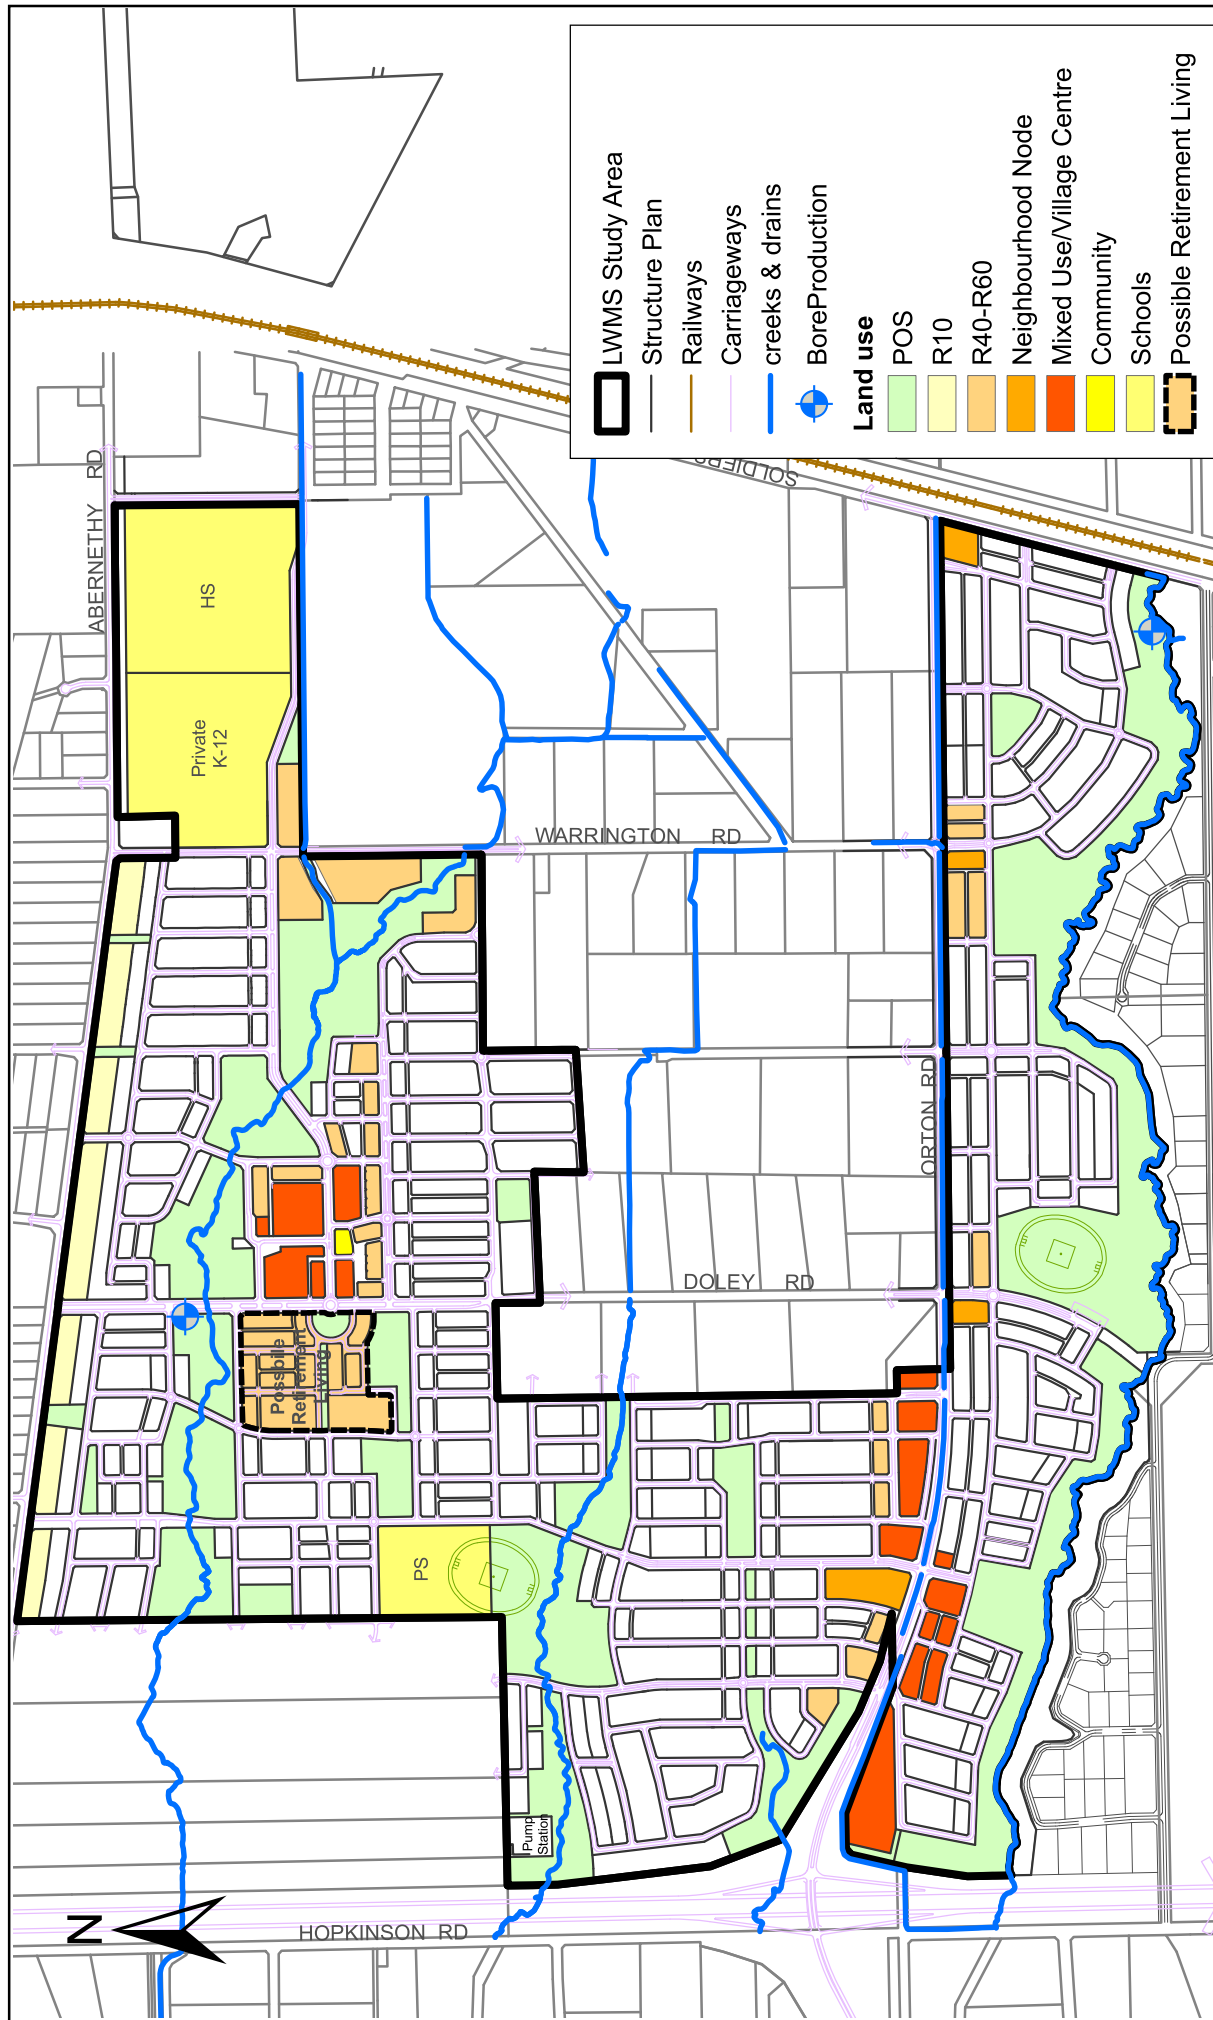 LWMS Study Area
Structure Plan
Railways
Carriageways
creeks & drains
BoreProduction
Land use
POS
R10
R40-R60
Neighbourhood Node
Mixed Use/Village Centre
Community
Schools
Possible Retirement Living
ABERNETHY RD
HS
Private
K-12
SOLDIERS
WARRINGTON RD
ORTON RD
DOLEY RD
Possbile
Retirement
Living
PS
Pump
Station
HOPKINSON RD
N